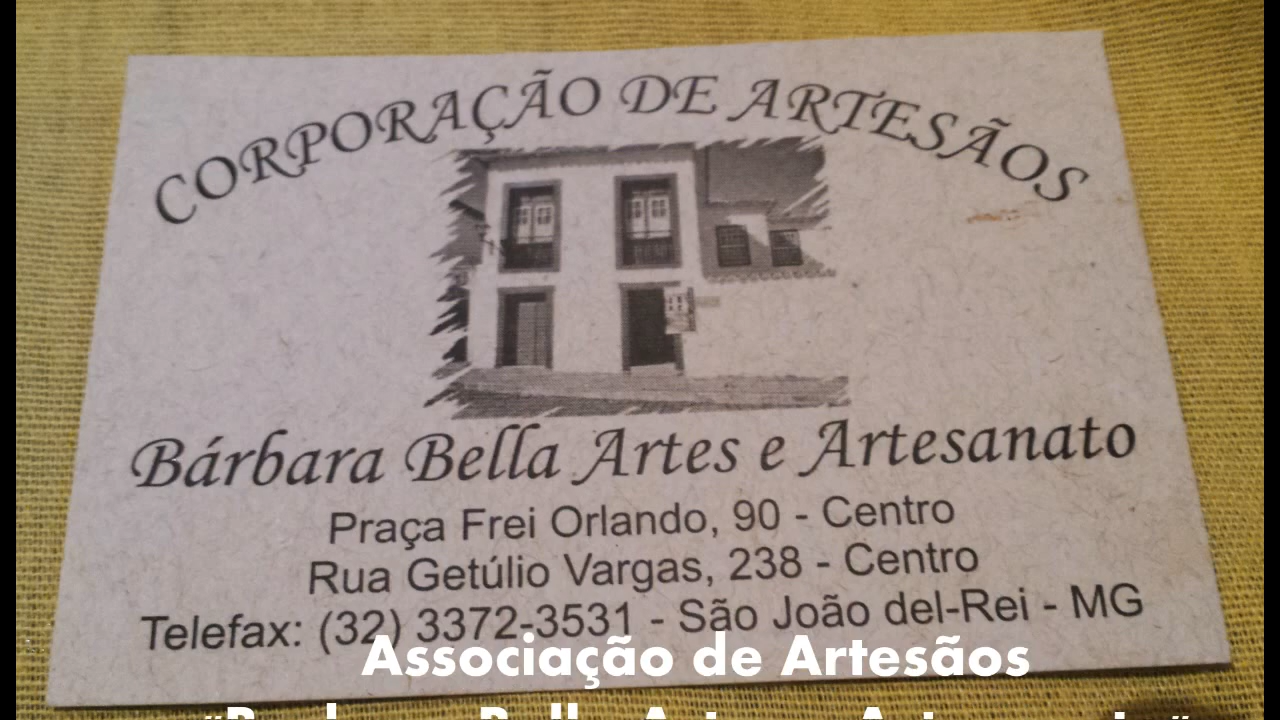 CORPORAÇÃO DE ARTESÃOS
Bárbara Bella Artes e Artesanato
Praça Frei Orlando, 90 - Centro
Rua Getúlio Vargas, 238 - Centro
Telefax: (32) 3372-3531 - São João del-Rei - MG
Associação de Artesãos